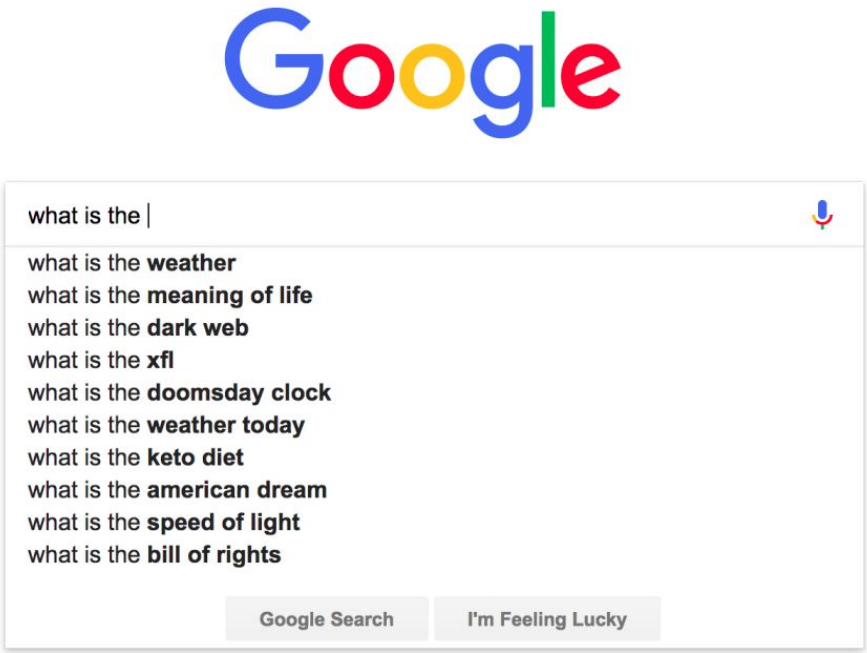 Google
what is the
what is the weather
what is the meaning of life
what is the dark web
what is the xfl
what is the doomsday clock
what is the weather today
what is the keto diet
what is the american dream
what is the speed of light
what is the bill of rights
Google Search I'm Feeling Lucky